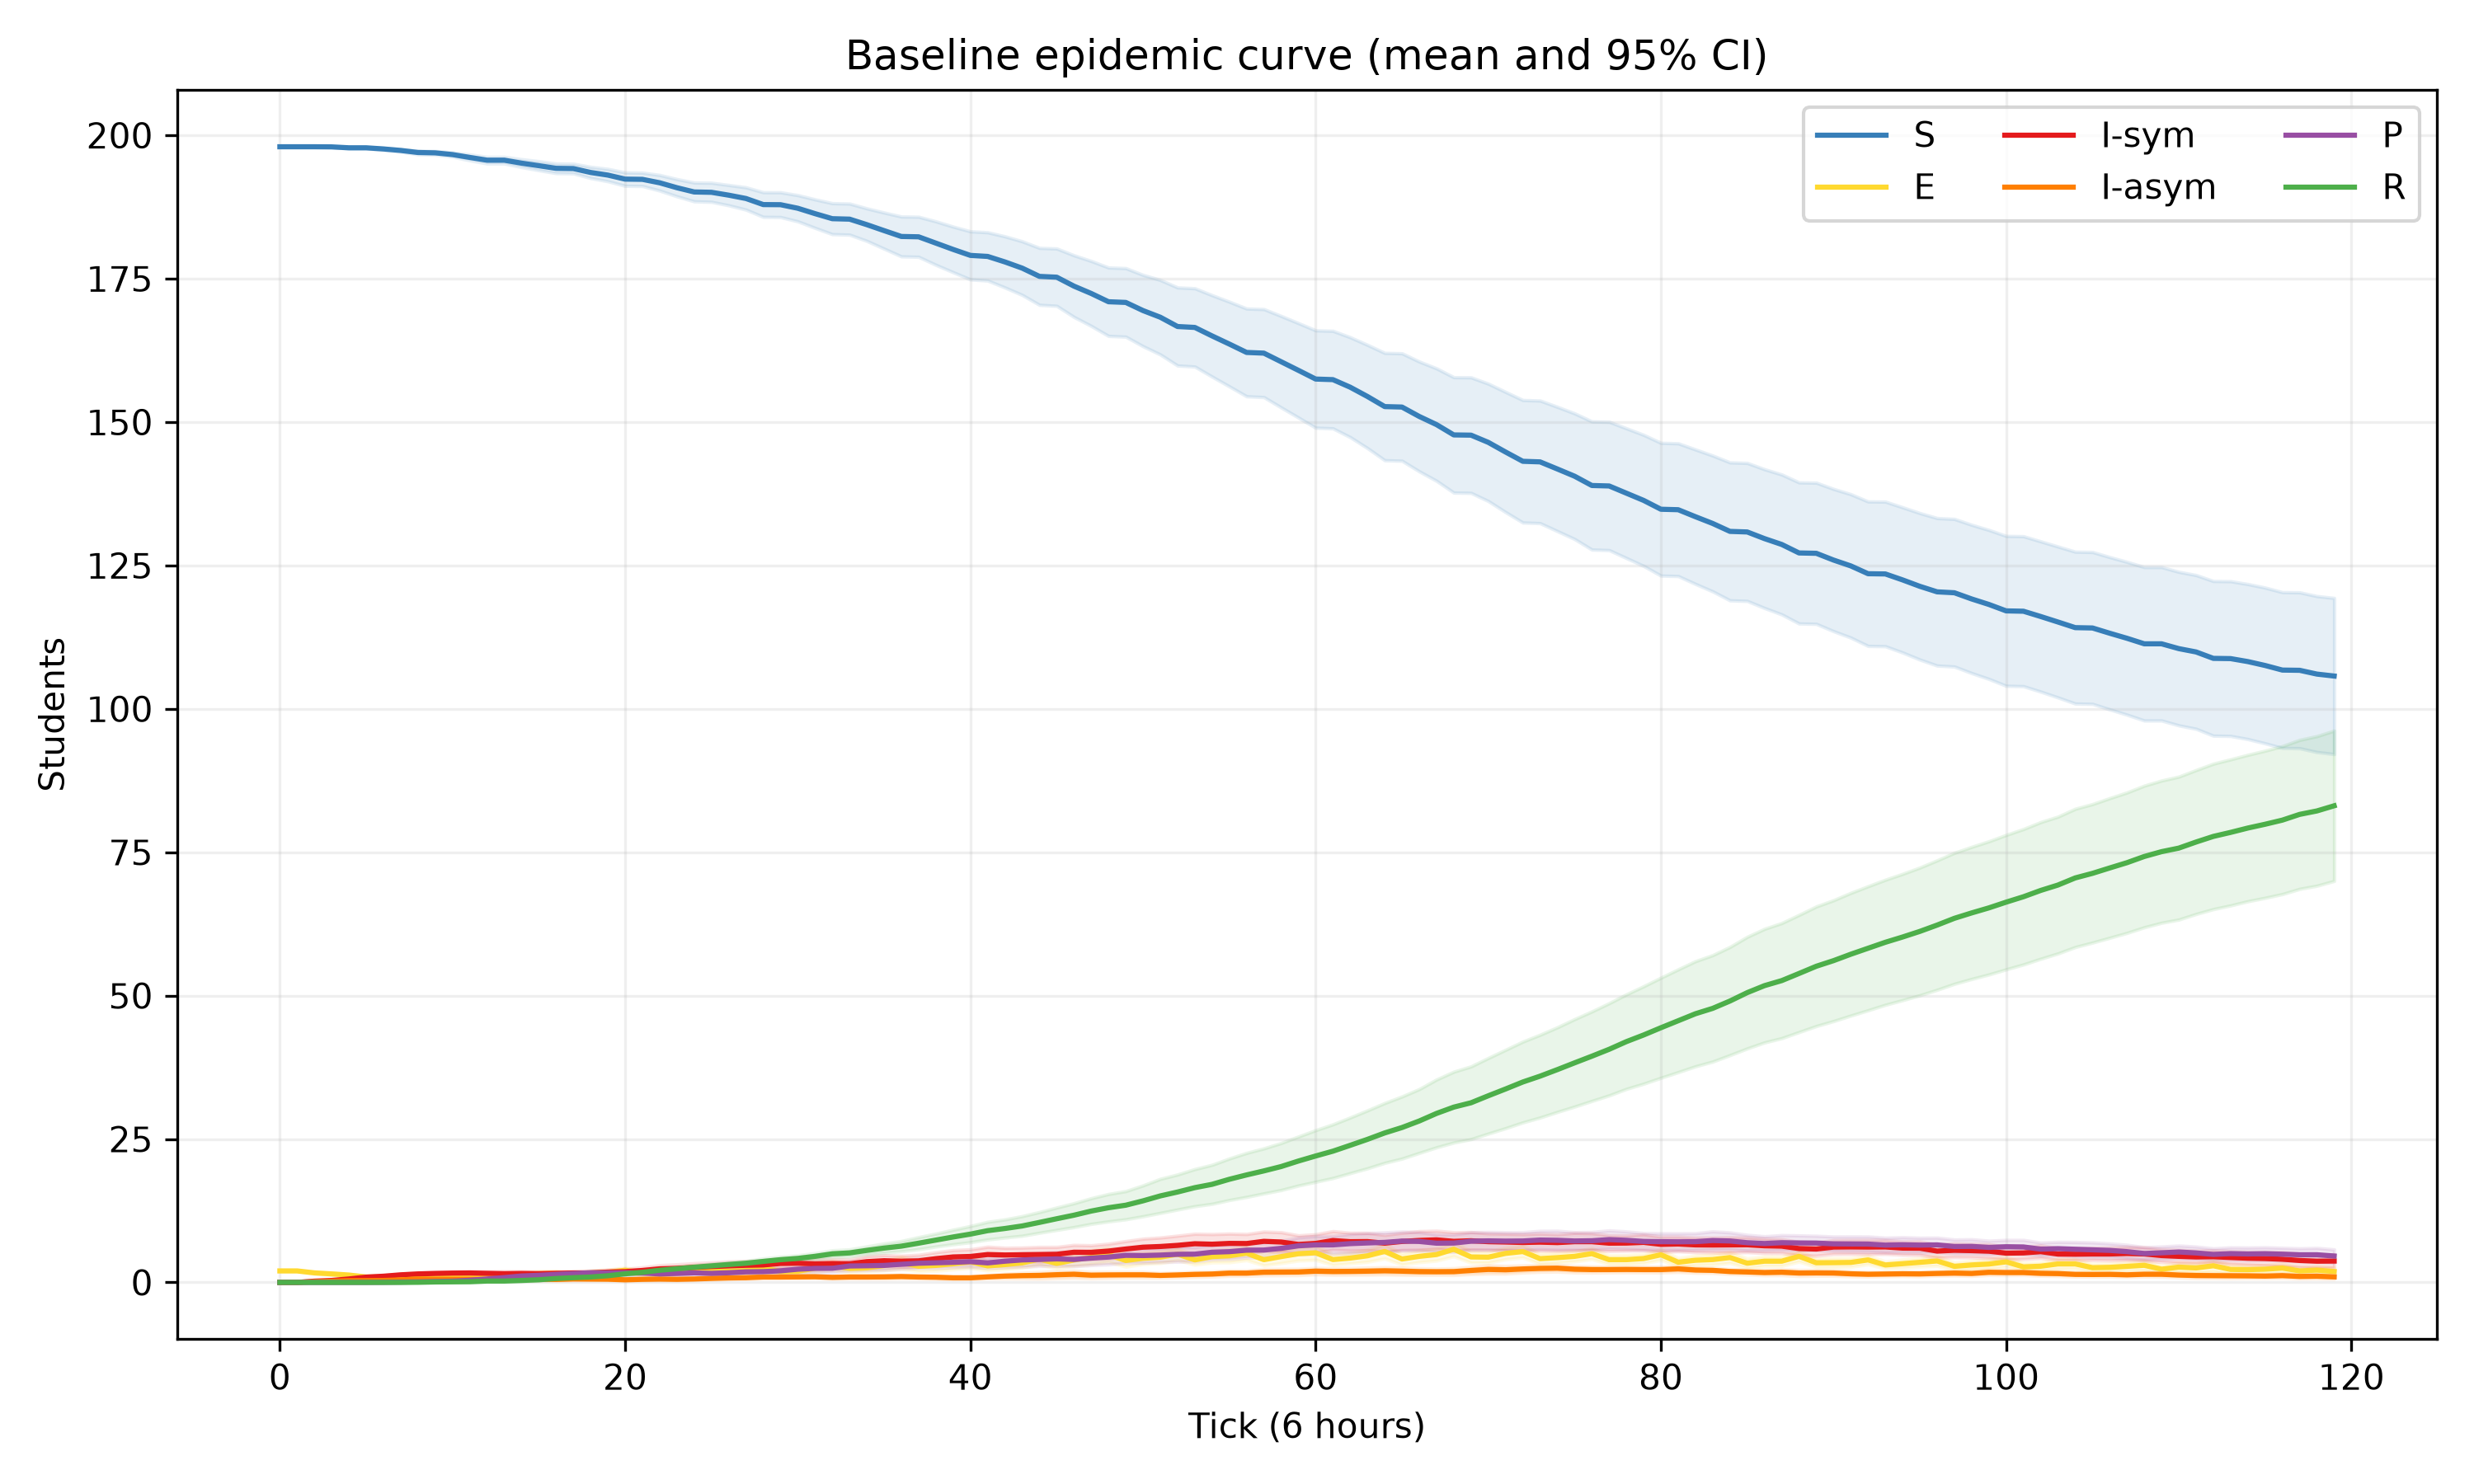 Baseline epidemic curve (mean and 95% CI)
S I-sym P
E I-asym R
200
175
150
125
100
75
50
25
0
Students
0 20 40 60 80 100 120
Tick (6 hours)